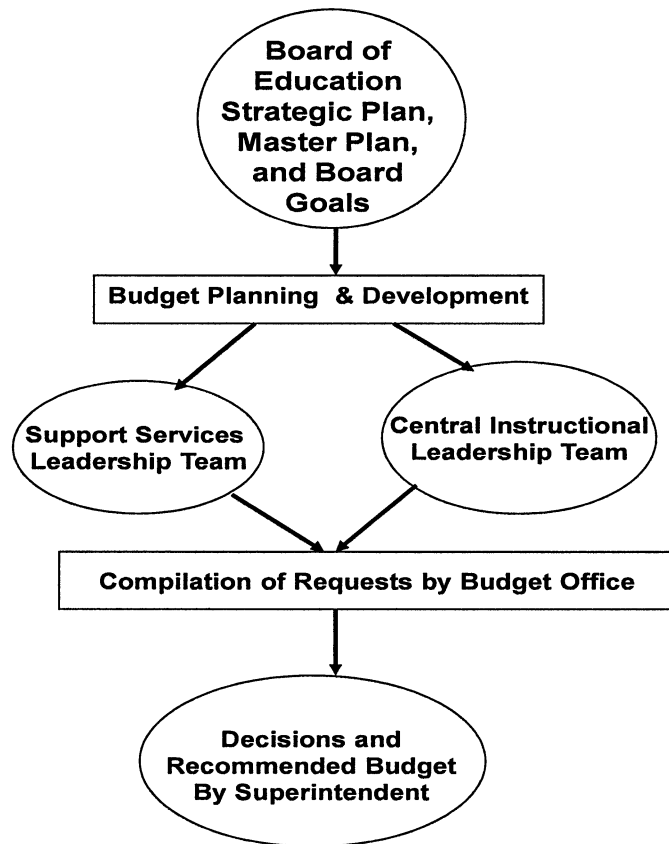 Board of
Education
Strategic Plan,
Master Plan,
and Board
Goals
Budget Planning & Development
Support Services
Leadership Team
Central Instructional
Leadership Team
Compilation of Requests by Budget Office
Decisions and
Recommended Budget
By Superintendent